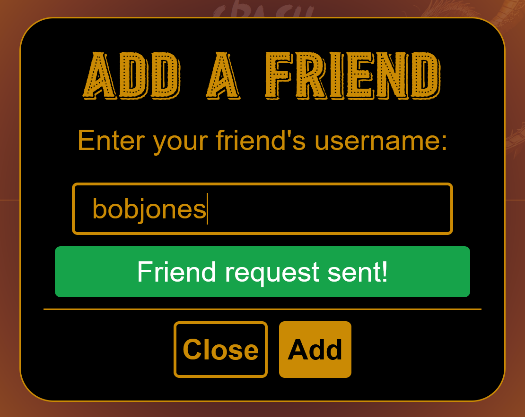 ADD A FRIEND
Enter your friend's username:
bobjones
Friend request sent!
Close Add